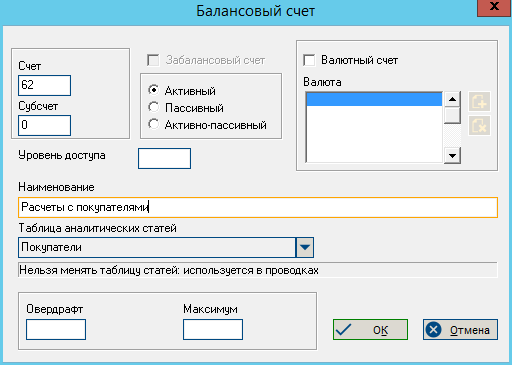 Балансовый счет
Счет
62
Субсчет
0
Забалансовый счет
Активный
Пассивный
Активно-пассивный
Валютный счет
Валюта
Уровень доступа
Наименование
Расчеты с покупателями
Таблица аналитических статей
Покупатели
Нельзя менять таблицу статей: используется в проводках
Овердрафт
Максимум
ОК
Отмена